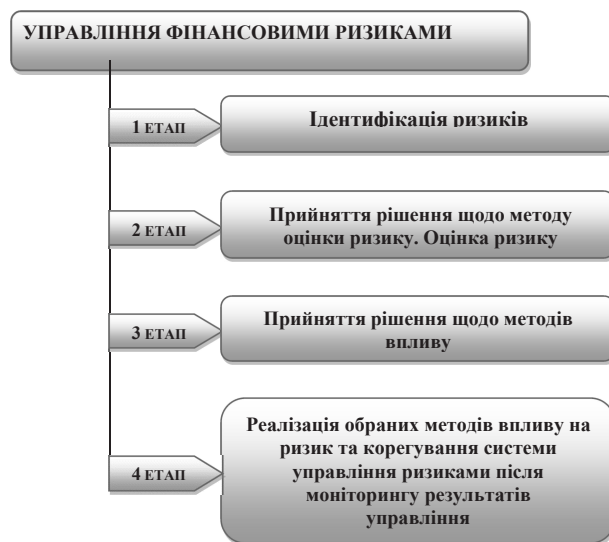 УПРАВЛІННЯ ФІНАНСОВИМИ РИЗИКАМИ
1 ЕТАП
Ідентифікація ризиків
2 ЕТАП
Прийняття рішення щодо методу
оцінки ризику. Оцінка ризику
3 ЕТАП
Прийняття рішення щодо методів
впливу
4 ЕТАП
Реалізація обраних методів впливу на
ризик та корегування системи
управління ризиками після
моніторингу результатів
управління